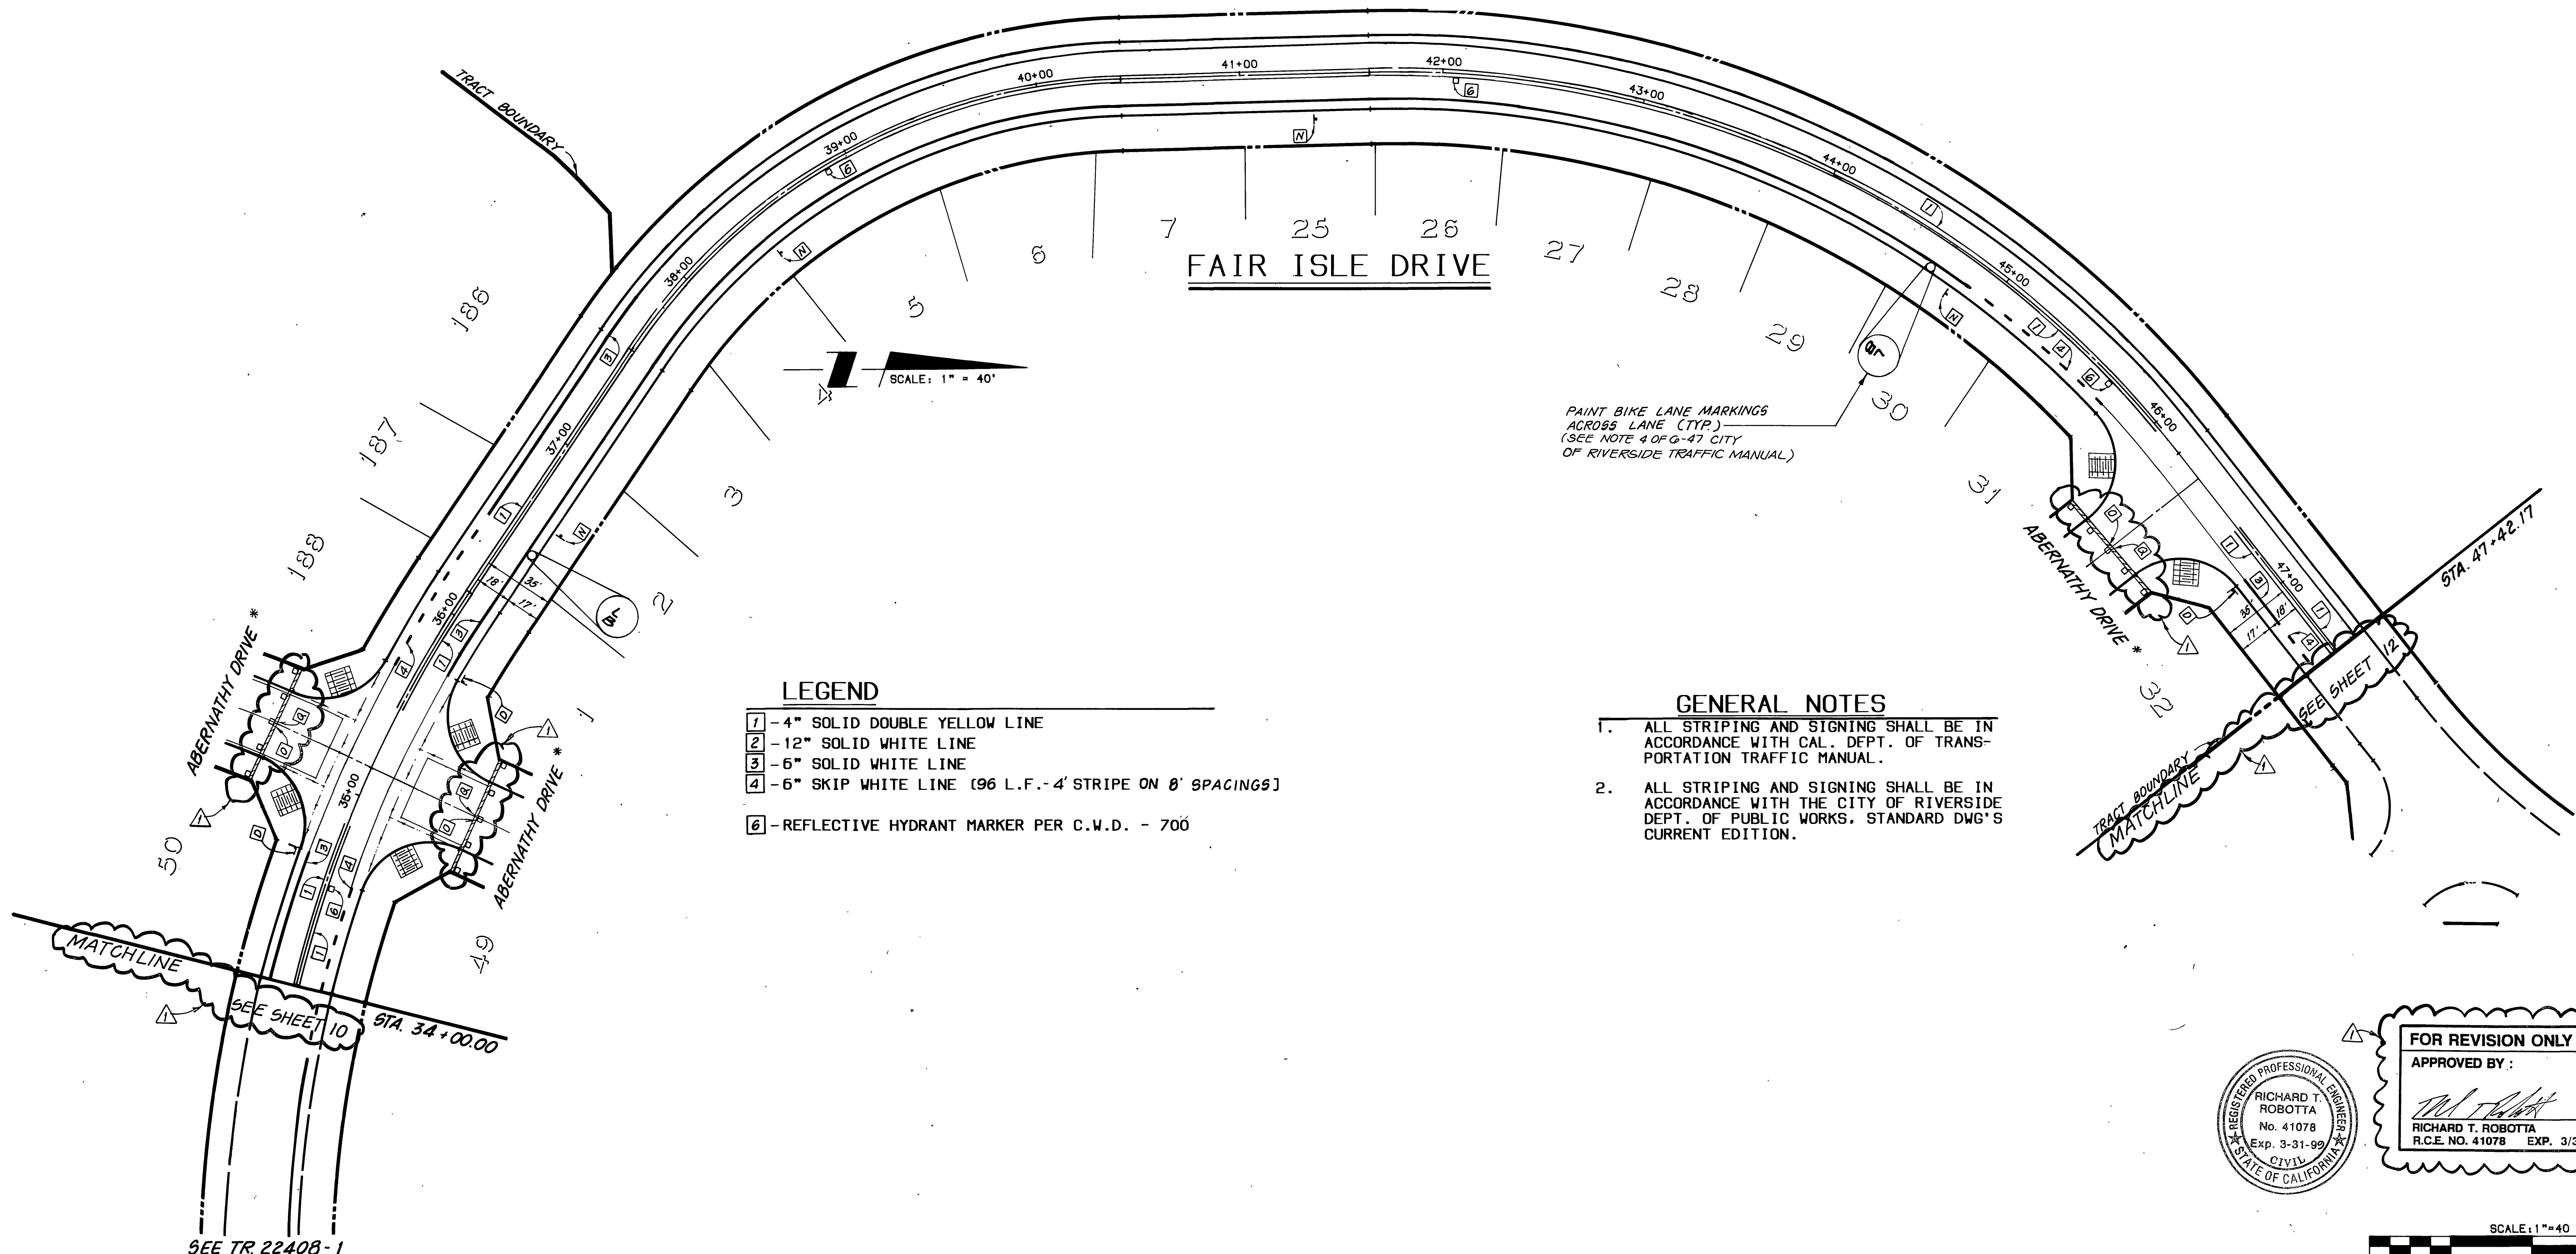 TRACT BOUNDARY
40+00
41+00
42+00
43+00
39+00
44+00
38+00
45+00
37+00
46+00
36+00
47+00
35+00
186
187
188
50
49
1
2
3
4
5
6
7
25
26
27
28
29
30
31
32
FAIR ISLE DRIVE
SCALE: 1" = 40'
PAINT BIKE LANE MARKINGS
ACROSS LANE (TYP.)
(SEE NOTE 4 OF G-47 CITY
OF RIVERSIDE TRAFFIC MANUAL)
BL
BL
18'
35'
17'
ABERNATHY DRIVE *
ABERNATHY DRIVE *
ABERNATHY DRIVE *
35'
18'
17'
STA. 47+42.17
SEE SHEET 12
TRACT BOUNDARY
MATCHLINE
LEGEND
1 - 4" SOLID DOUBLE YELLOW LINE
2 - 12" SOLID WHITE LINE
3 - 6" SOLID WHITE LINE
4 - 6" SKIP WHITE LINE [96 L.F. - 4' STRIPE ON 8' SPACINGS]
6 - REFLECTIVE HYDRANT MARKER PER C.W.D. - 700
GENERAL NOTES
1. ALL STRIPING AND SIGNING SHALL BE IN
ACCORDANCE WITH CAL. DEPT. OF TRANS-
PORTATION TRAFFIC MANUAL.
2. ALL STRIPING AND SIGNING SHALL BE IN
ACCORDANCE WITH THE CITY OF RIVERSIDE
DEPT. OF PUBLIC WORKS, STANDARD DWG'S
CURRENT EDITION.
MATCHLINE
SEE SHEET 10
STA. 34+00.00
SEE TR. 22408-1
REGISTERED PROFESSIONAL ENGINEER
RICHARD T.
ROBOTTA
No. 41078
Exp. 3-31-99
CIVIL
STATE OF CALIFORNIA
FOR REVISION ONLY
APPROVED BY :
RICHARD T. ROBOTTA
R.C.E. NO. 41078 EXP. 3/3
SCALE: 1"=40